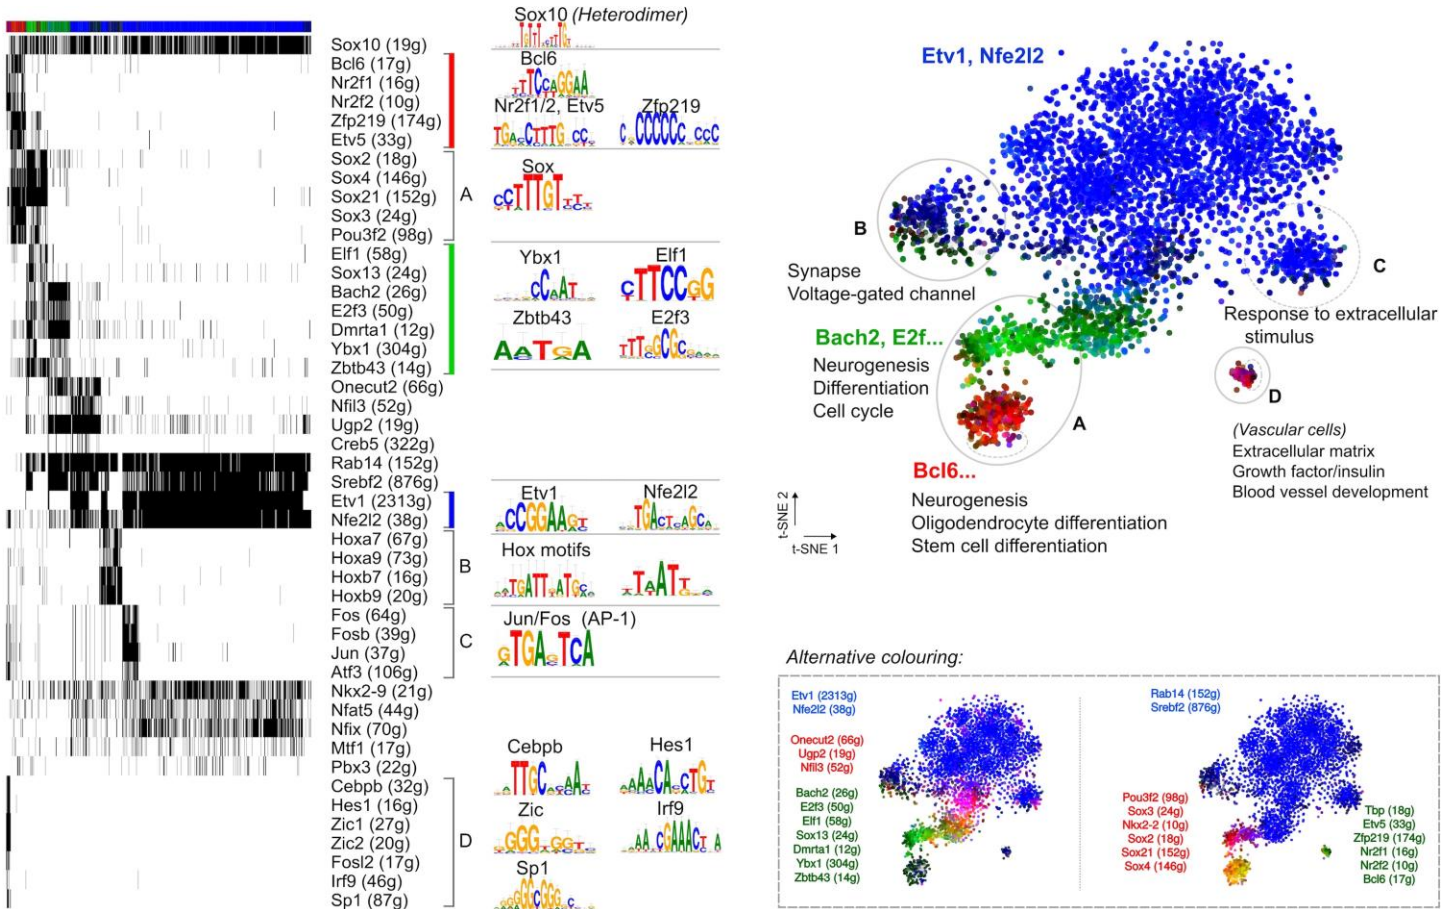 Sox10 (19g)
Bcl6 (17g)
Nr2f1 (16g)
Nr2f2 (10g)
Zfp219 (174g)
Etv5 (33g)
Sox2 (18g)
Sox4 (146g)
Sox21 (152g)
Sox3 (24g)
Pou3f2 (98g)
Elf1 (58g)
Sox13 (24g)
Bach2 (26g)
E2f3 (50g)
Dmrta1 (12g)
Ybx1 (304g)
Zbtb43 (14g)
Onecut2 (66g)
Nfil3 (52g)
Ugp2 (19g)
Creb5 (322g)
Rab14 (152g)
Srebf2 (876g)
Etv1 (2313g)
Nfe2l2 (38g)
Hoxa7 (67g)
Hoxa9 (73g)
Hoxb7 (16g)
Hoxb9 (20g)
Fos (64g)
Fosb (39g)
Jun (37g)
Atf3 (106g)
Nkx2-9 (21g)
Nfat5 (44g)
Nfix (70g)
Mtf1 (17g)
Pbx3 (22g)
Cebpb (32g)
Hes1 (16g)
Zic1 (27g)
Zic2 (20g)
Fosl2 (17g)
Irf9 (46g)
Sp1 (87g)
A
B
C
D
Sox10 (Heterodimer)
Bcl6
Nr2f1/2, Etv5
Zfp219
Sox
Ybx1
Elf1
Zbtb43
E2f3
Etv1
Nfe2l2
Hox motifs
Jun/Fos (AP-1)
Cebpb
Hes1
Zic
Irf9
Sp1
Etv1, Nfe2l2
B
Synapse
Voltage-gated channel
C
Response to extracellular
stimulus
Bach2, E2f...
Neurogenesis
Differentiation
Cell cycle
A
D
(Vascular cells)
Extracellular matrix
Growth factor/insulin
Blood vessel development
Bcl6...
Neurogenesis
Oligodendrocyte differentiation
Stem cell differentiation
t-SNE 2
t-SNE 1
Alternative colouring:
Etv1 (2313g)
Nfe2l2 (38g)
Onecut2 (66g)
Ugp2 (19g)
Nfil3 (52g)
Bach2 (26g)
E2f3 (50g)
Elf1 (58g)
Sox13 (24g)
Dmrta1 (12g)
Ybx1 (304g)
Zbtb43 (14g)
Rab14 (152g)
Srebf2 (876g)
Pou3f2 (98g)
Sox3 (24g)
Nkx2-2 (10g)
Sox2 (18g)
Sox21 (152g)
Sox4 (146g)
Tbp (18g)
Etv5 (33g)
Zfp219 (174g)
Nr2f1 (16g)
Nr2f2 (10g)
Bcl6 (17g)